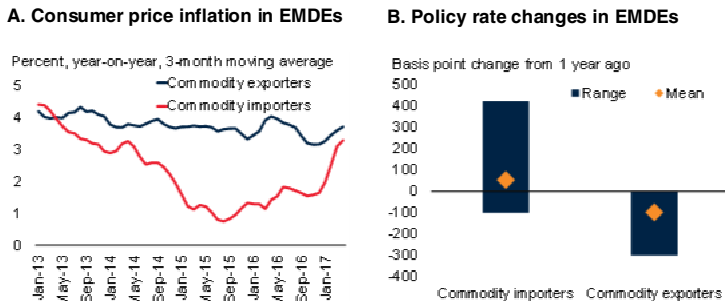 A. Consumer price inflation in EMDEs
Percent, year-on-year, 3-month moving average
Commodity exporters
Commodity importers
5
4
3
2
1
0
Jan-13
May-13
Sep-13
Jan-14
May-14
Sep-14
Jan-15
May-15
Sep-15
Jan-16
May-16
Sep-16
Jan-17
B. Policy rate changes in EMDEs
Basis point change from 1 year ago
Range
Mean
500
400
300
200
100
0
-100
-200
-300
-400
Commodity importers
Commodity exporters